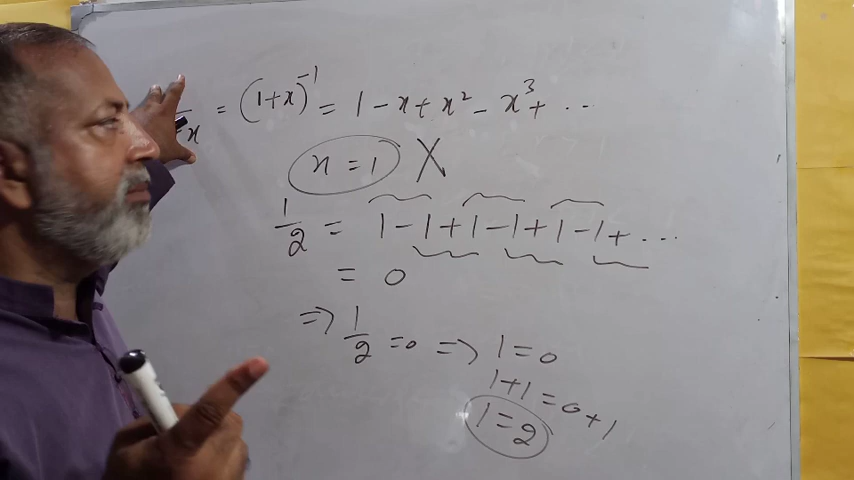 x = (1+x)⁻¹ = 1 - x + x² - x³ + ...
x = 1 X
1/2 = 1 - 1 + 1 - 1 + 1 - 1 + ...
= 0
⇒ 1/2 = 0 ⇒ 1 = 0
1+1 = 0+1
1 = 2